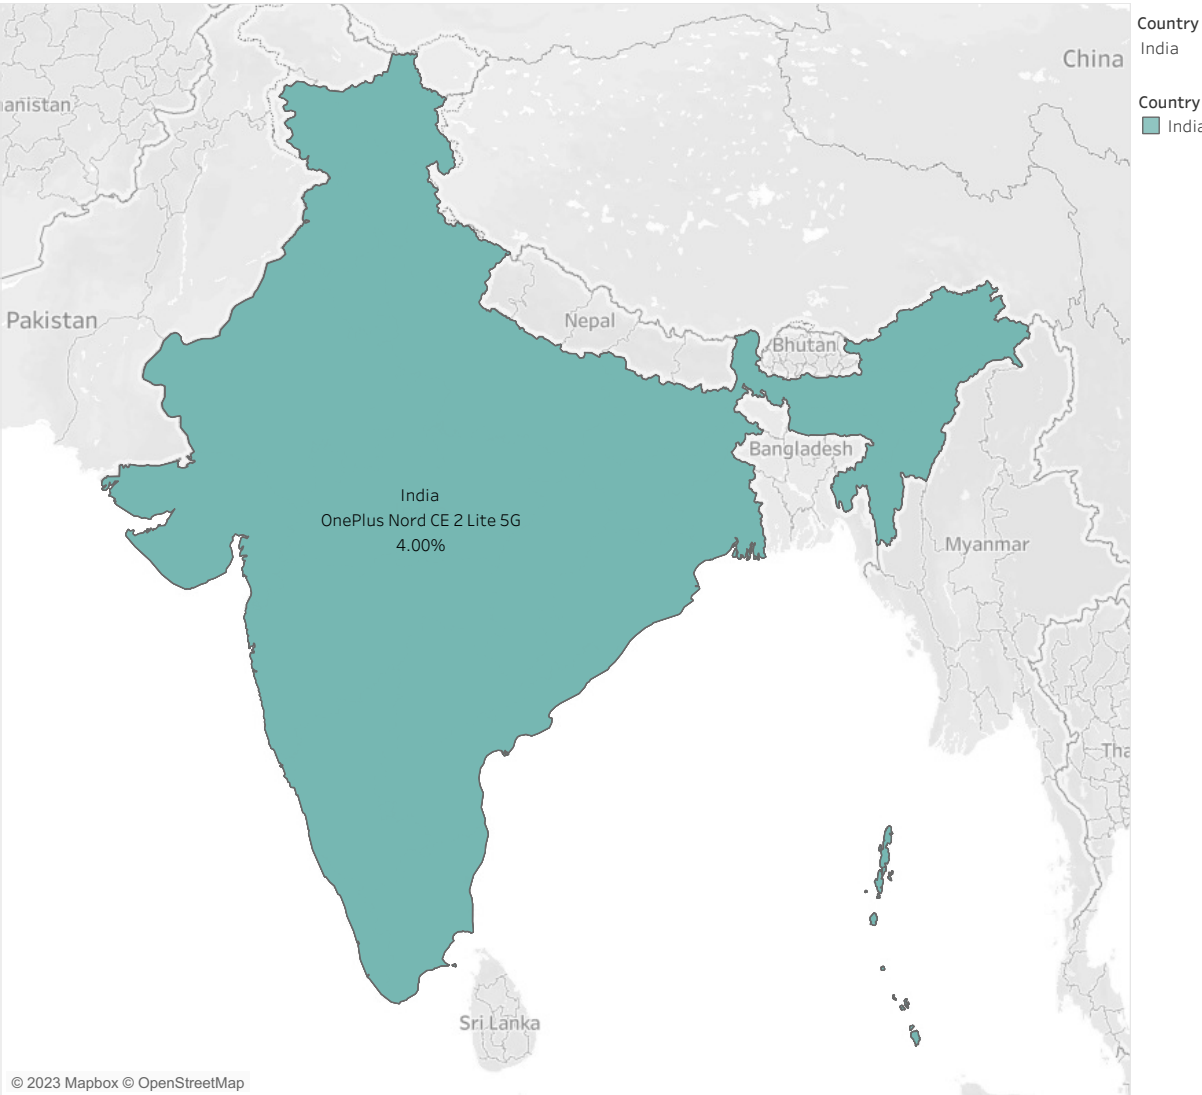 Country
India
Country
India
China
anistan
Pakistan
Nepal
Bhutan
Bangladesh
India
OnePlus Nord CE 2 Lite 5G
4.00%
Myanmar
Tha
Sri Lanka
© 2023 Mapbox © OpenStreetMap